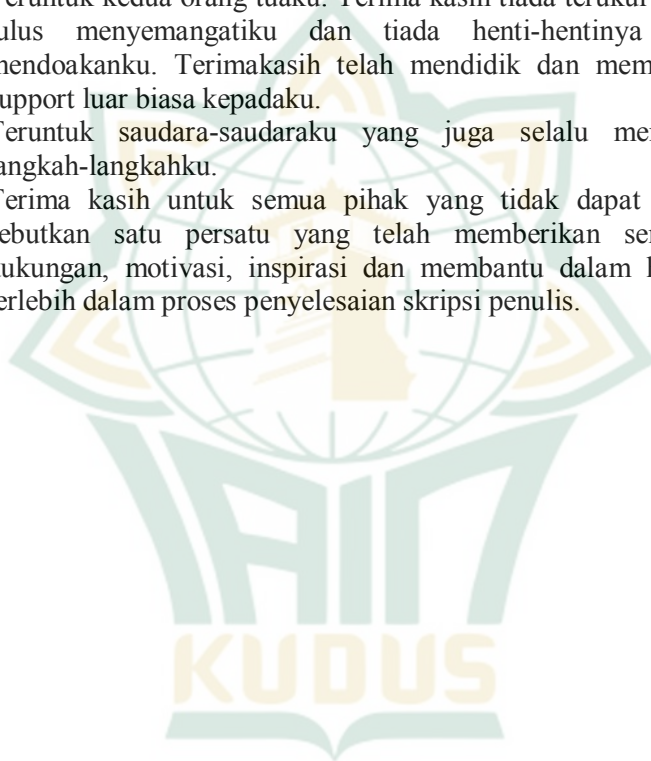 Teruntuk kedua orang tuaku. Terima kasih tiada terukur
tulus menyemangatiku dan tiada henti-hentinya
mendoakanku. Terimakasih telah mendidik dan mem
support luar biasa kepadaku.
Teruntuk saudara-saudaraku yang juga selalu
langkah-langkahku.
Terima kasih untuk semua pihak yang tidak dapat
sebutkan satu persatu yang telah memberikan
dukungan, motivasi, inspirasi dan membantu dalam
terlebih dalam proses penyelesaian skripsi penulis.
IAIN
KUDUS